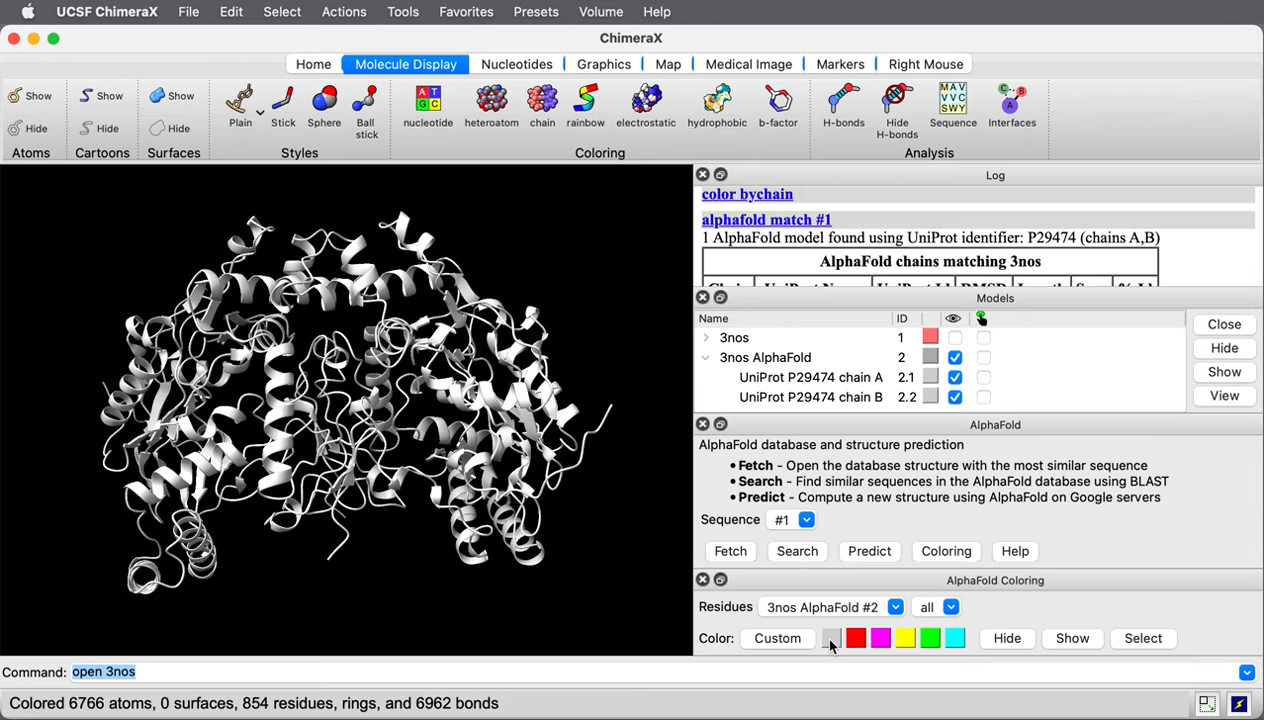 UCSF ChimeraX File Edit Select Actions Tools Favorites Presets Volume Help
ChimeraX
Home Molecule Display Nucleotides Graphics Map Medical Image Markers Right Mouse
Show Show Show
Hide Hide Hide
Plain Stick Sphere Ball stick
A T G C
nucleotide heteroatom chain rainbow electrostatic hydrophobic b-factor
MAV VVC SWY
C B A
H-bonds Hide H-bonds Sequence Interfaces
Atoms Cartoons Surfaces Styles Coloring Analysis
Log
color bychain
alphafold match #1
1 AlphaFold model found using UniProt identifier: P29474 (chains A,B)
AlphaFold chains matching 3nos
Models
Name ID
3nos 1
3nos AlphaFold 2
UniProt P29474 chain A 2.1
UniProt P29474 chain B 2.2
Close
Hide
Show
View
AlphaFold
AlphaFold database and structure prediction
• Fetch - Open the database structure with the most similar sequence
• Search - Find similar sequences in the AlphaFold database using BLAST
• Predict - Compute a new structure using AlphaFold on Google servers
Sequence #1
Fetch Search Predict Coloring Help
AlphaFold Coloring
Residues 3nos AlphaFold #2 all
Color: Custom Hide Show Select
Command: open 3nos
Colored 6766 atoms, 0 surfaces, 854 residues, rings, and 6962 bonds